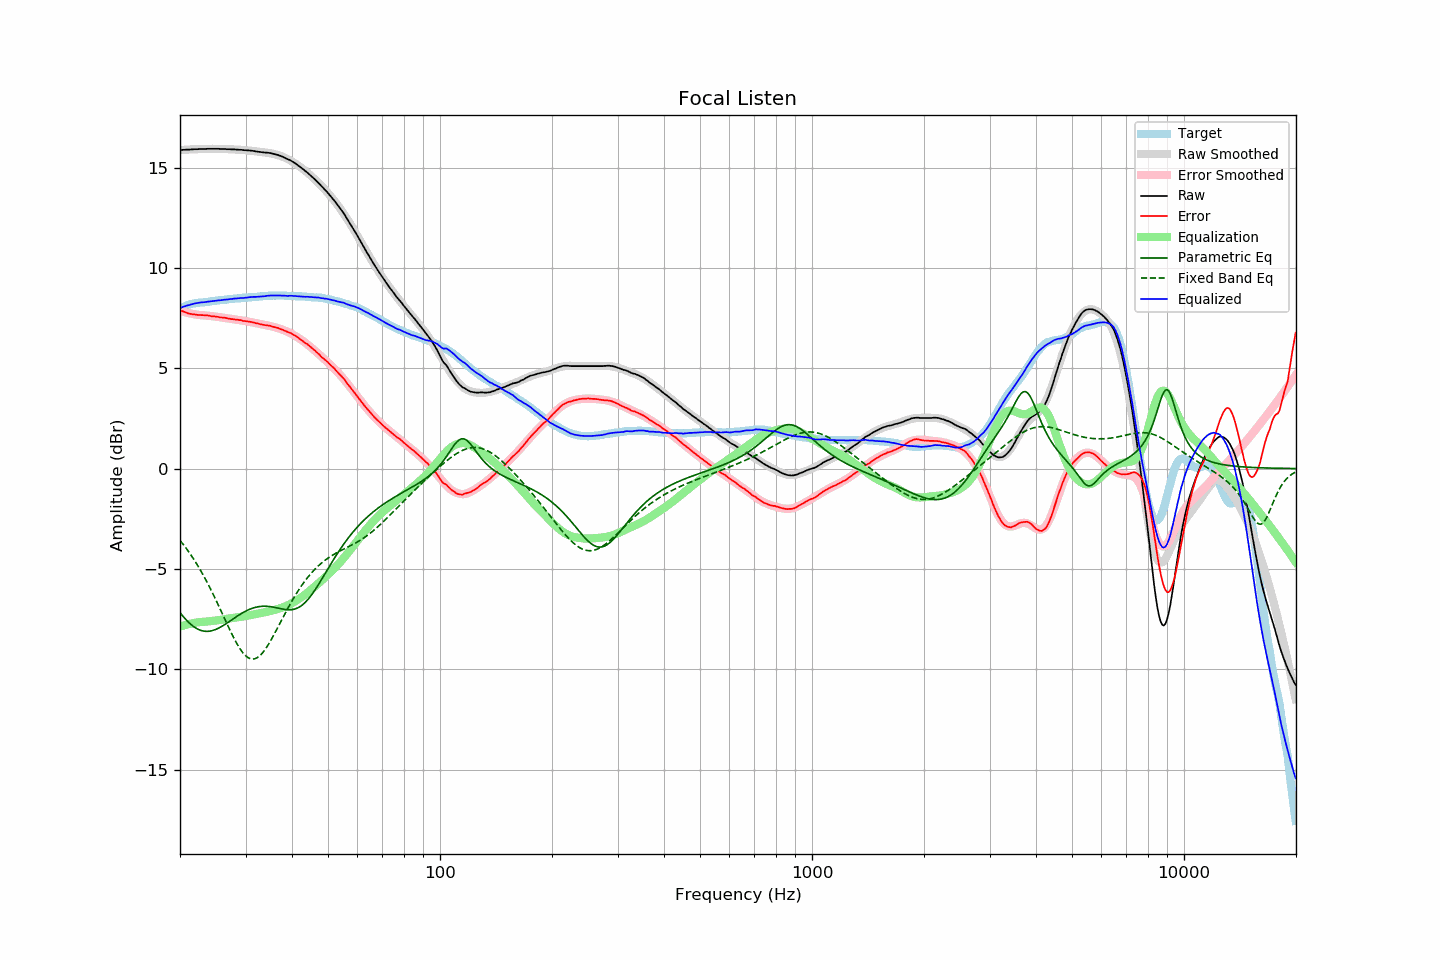 Focal Listen
Target
Raw Smoothed
Error Smoothed
Raw
Error
Equalization
Parametric Eq
Fixed Band Eq
Equalized
15
10
5
0
−5
−10
−15
Amplitude (dBr)
100
1000
10000
Frequency (Hz)